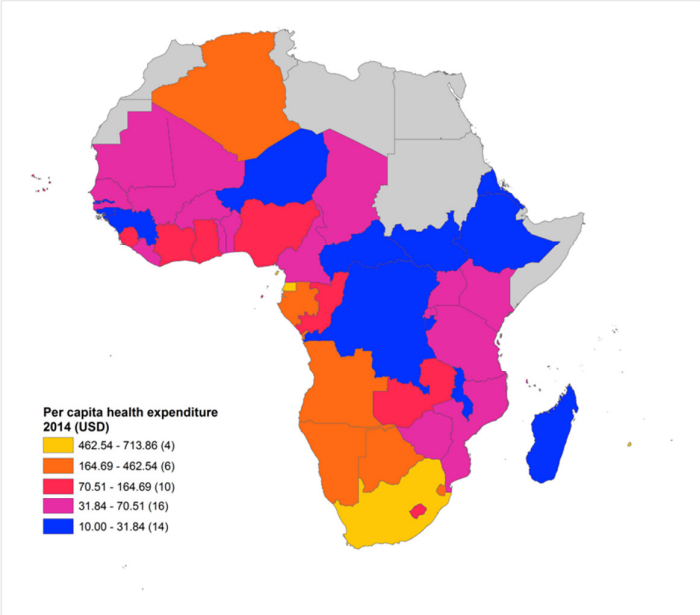 Per capita health expenditure
2014 (USD)
462.54 - 713.86 (4)
164.69 - 462.54 (6)
70.51 - 164.69 (10)
31.84 - 70.51 (16)
10.00 - 31.84 (14)